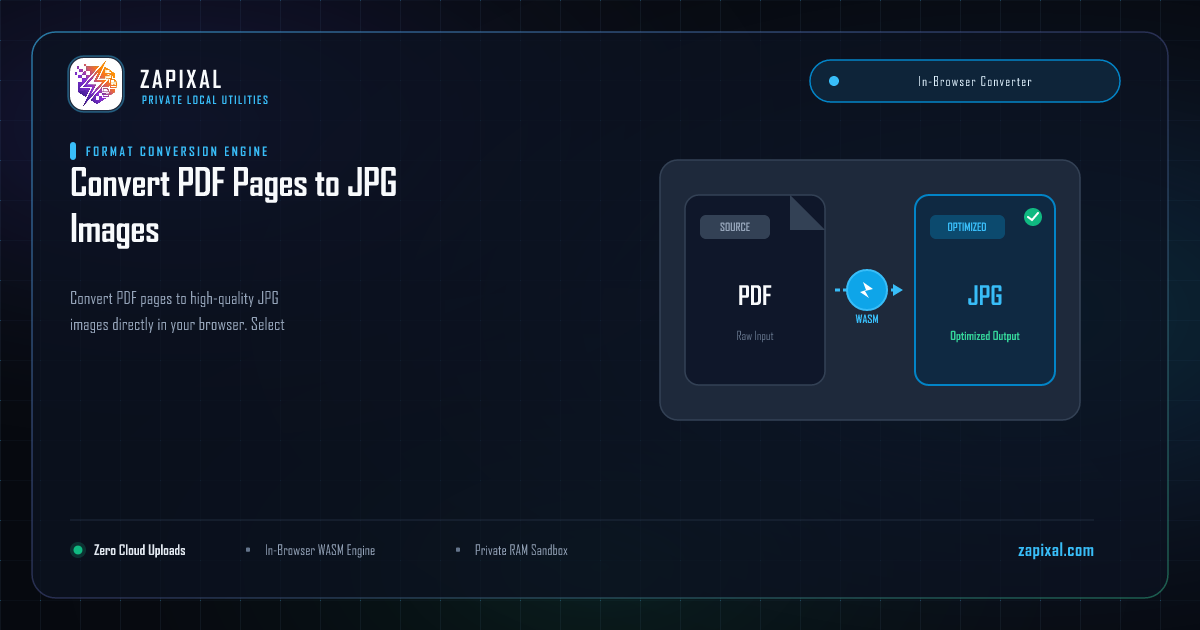 ZAPIXAL
PRIVATE LOCAL UTILITIES
In-Browser Converter
FORMAT CONVERSION ENGINE
Convert PDF Pages to JPG
Images
Convert PDF pages to high-quality JPG
images directly in your browser. Select
SOURCE
PDF
Raw Input
WASM
OPTIMIZED
JPG
Optimized Output
Zero Cloud Uploads
In-Browser WASM Engine
Private RAM Sandbox
zapixal.com